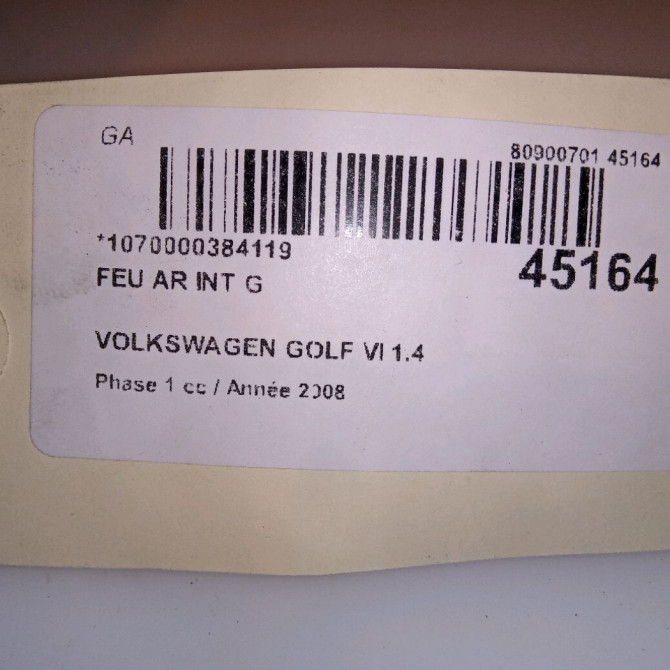 GA
80900701 45164
*1070000384119
45164
FEU AR INT G
VOLKSWAGEN GOLF VI 1.4
Phase 1 cc / Année 2008